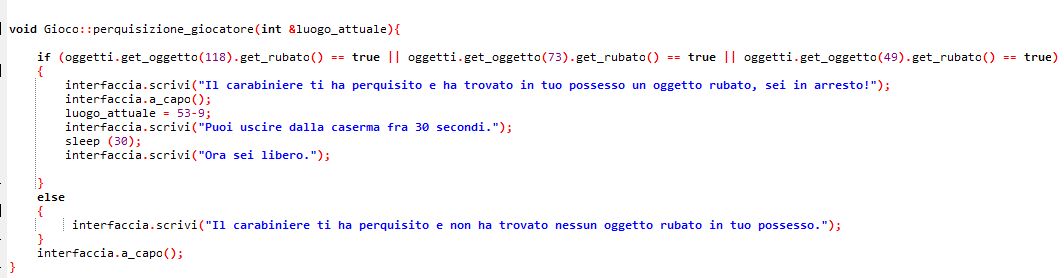 void Gioco::perquisizione_giocatore(int &luogo_attuale){
if (oggetti.get_oggetto(118).get_rubato() == true || oggetti.get_oggetto(73).get_rubato() == true || oggetti.get_oggetto(49).get_rubato() == true)
{
interfaccia.scrivi("Il carabiniere ti ha perquisito e ha trovato in tuo possesso un oggetto rubato, sei in arresto!");
interfaccia.a_capo();
luogo_attuale = 53-9;
interfaccia.scrivi("Puoi uscire dalla caserma fra 30 secondi.");
sleep (30);
interfaccia.scrivi("Ora sei libero.");
}
else
{
interfaccia.scrivi("Il carabiniere ti ha perquisito e non ha trovato nessun oggetto rubato in tuo possesso.");
}
interfaccia.a_capo();
}